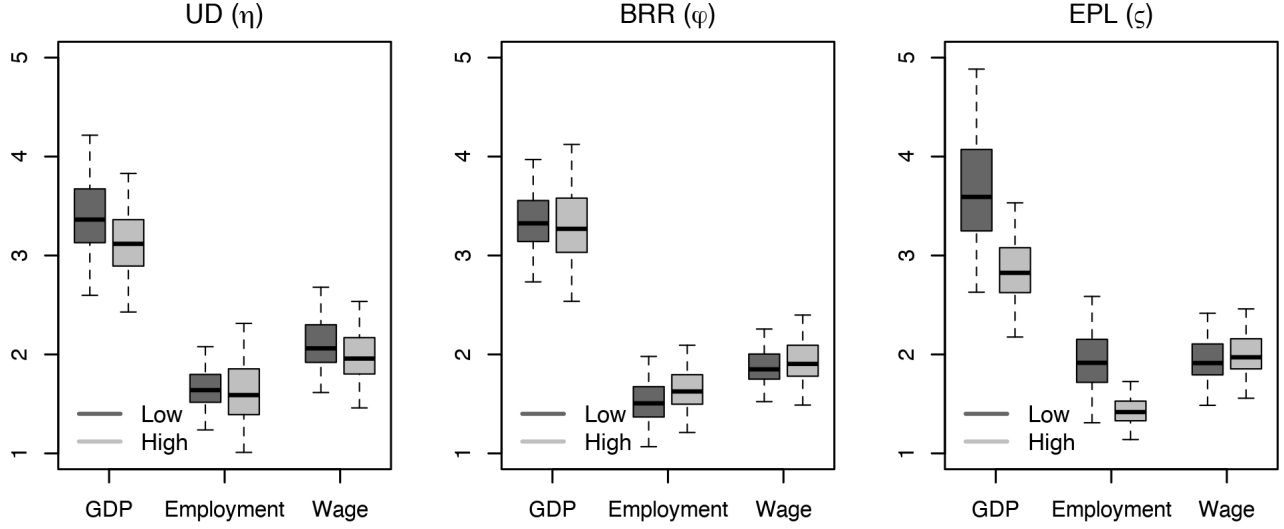 UD (η)
5
4
3
2
1
Low
High
GDP Employment Wage
BRR (φ)
5
4
3
2
1
Low
High
GDP Employment Wage
EPL (ς)
5
4
3
2
1
Low
High
GDP Employment Wage